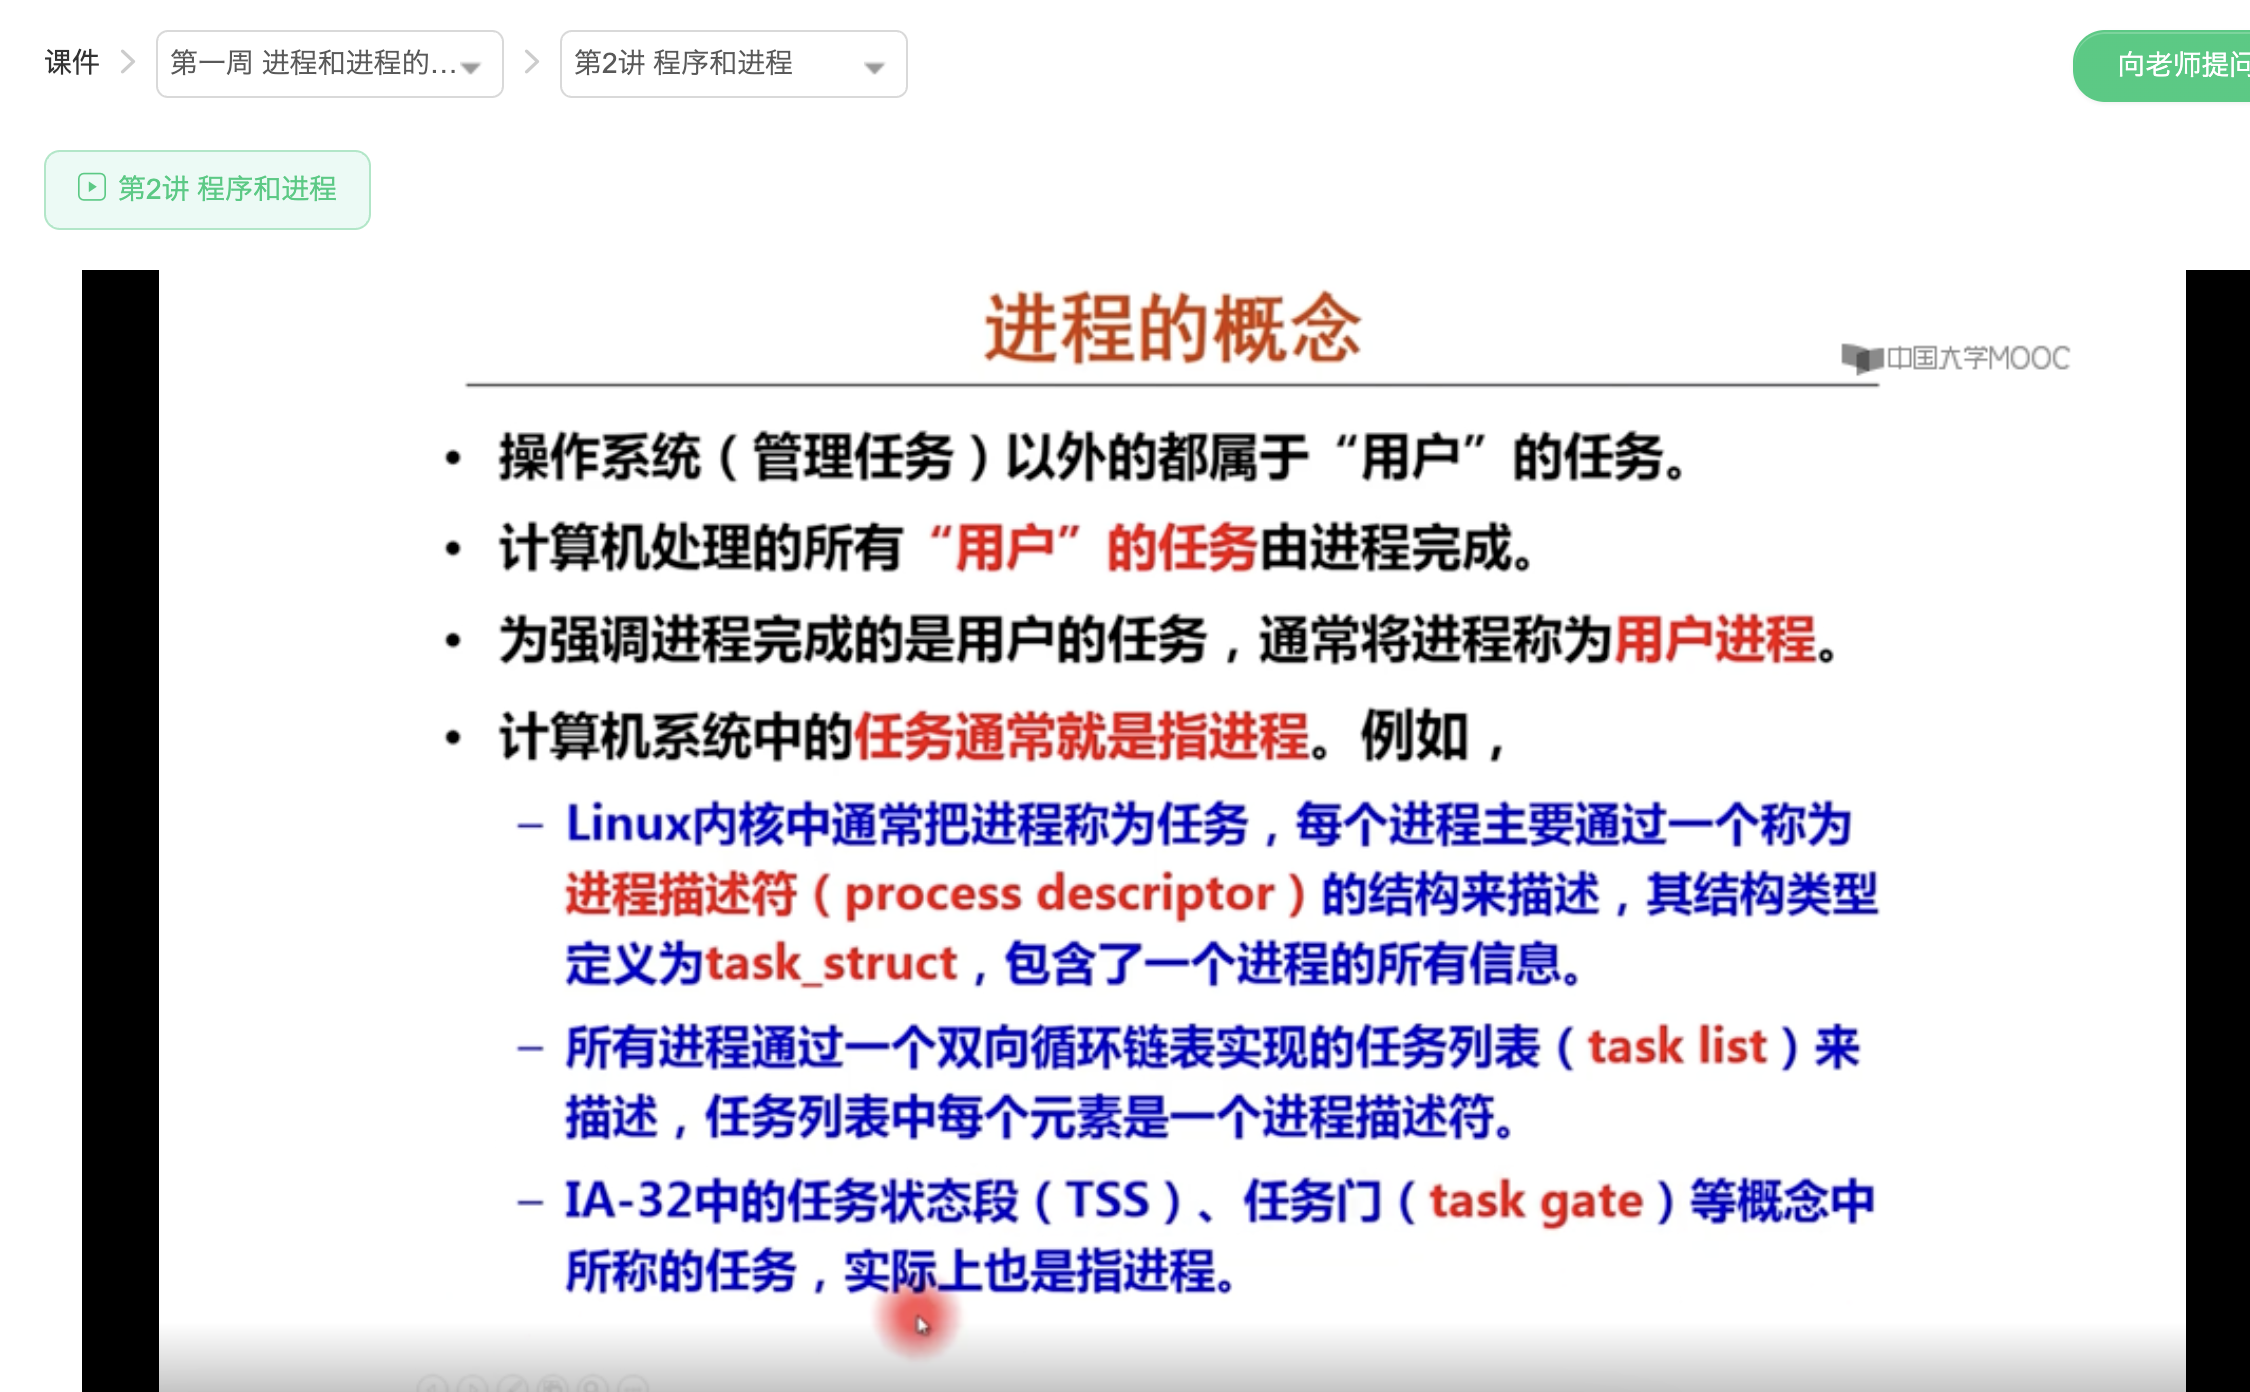 课件
第一周 进程和进程的...
第2讲 程序和进程
向老师提问
第2讲 程序和进程
进程的概念
中国大学MOOC
• 操作系统（管理任务）以外的都属于“用户”的任务。
• 计算机处理的所有“用户”的任务由进程完成。
• 为强调进程完成的是用户的任务，通常将进程称为用户进程。
• 计算机系统中的任务通常就是指进程。例如，
– Linux内核中通常把进程称为任务，每个进程主要通过一个称为
进程描述符（process descriptor）的结构来描述，其结构类型
定义为task_struct，包含了一个进程的所有信息。
– 所有进程通过一个双向循环链表实现的任务列表（task list）来
描述，任务列表中每个元素是一个进程描述符。
– IA-32中的任务状态段（TSS）、任务门（task gate）等概念中
所称的任务，实际上也是指进程。